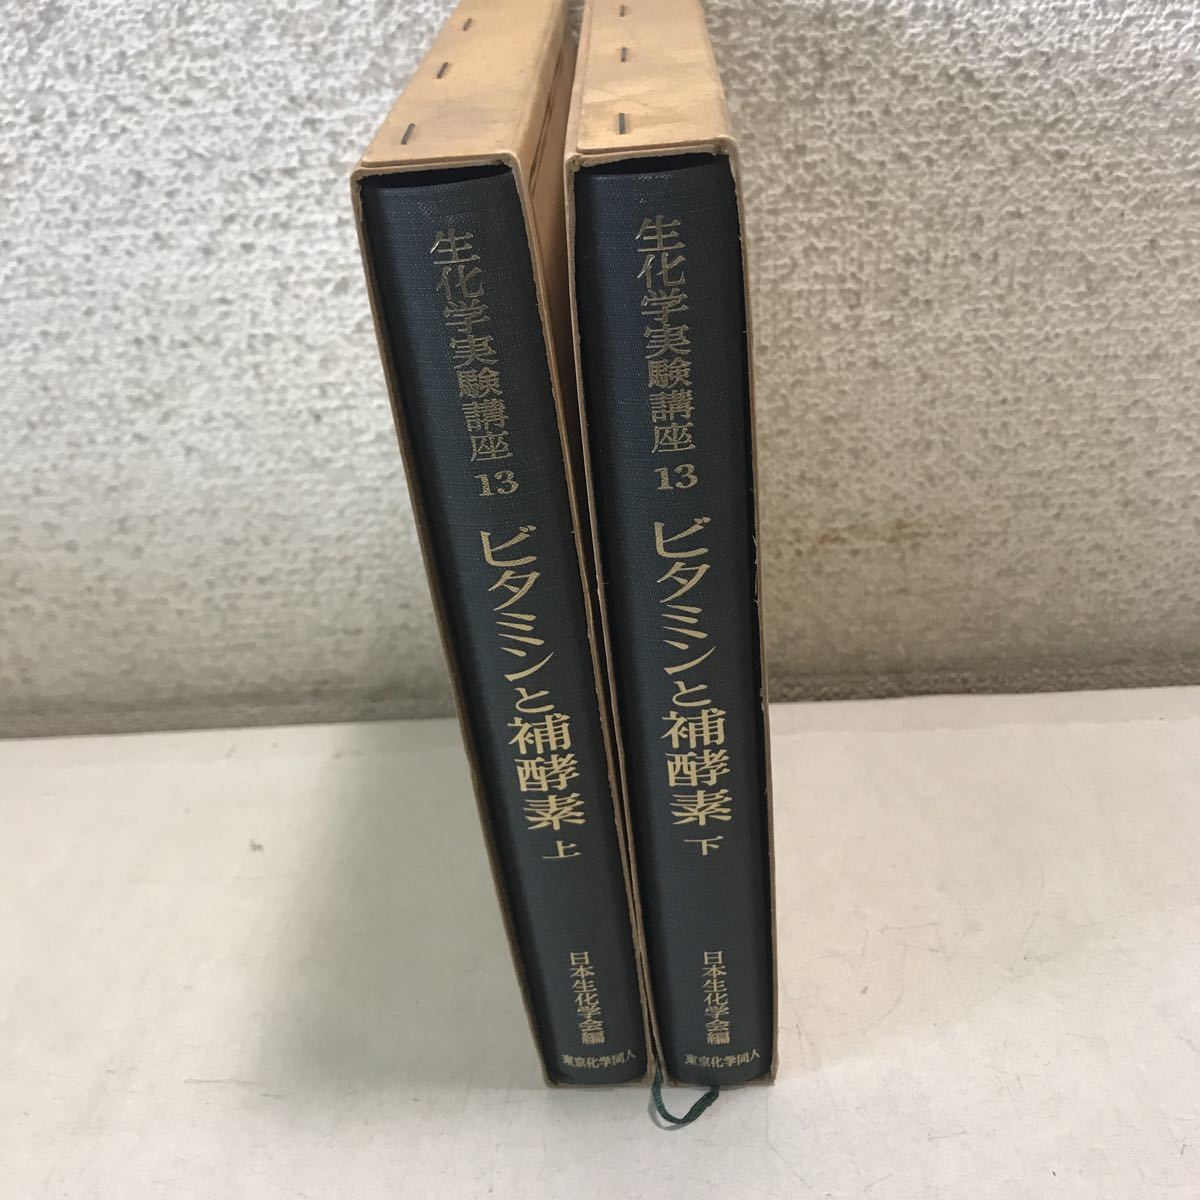 生化学実験講座 13
ビタミンと補酵素 上
日本生化学会編
東京化学同人
生化学実験講座 13
ビタミンと補酵素 下
日本生化学会編
東京化学同人